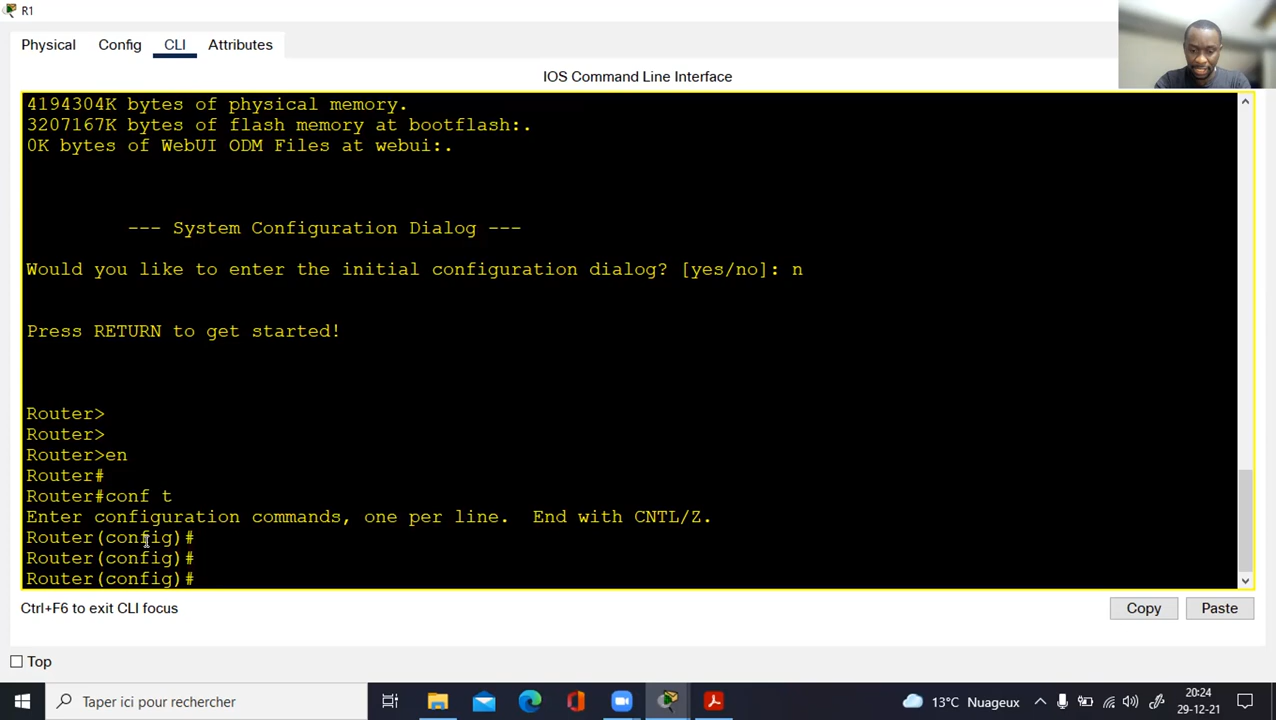 R1
Physical Config CLI Attributes
IOS Command Line Interface
4194304K bytes of physical memory.
3207167K bytes of flash memory at bootflash:.
0K bytes of WebUI ODM Files at webui:.
--- System Configuration Dialog ---
Would you like to enter the initial configuration dialog? [yes/no]: n
Press RETURN to get started!
Router>
Router>
Router>en
Router#
Router#conf t
Enter configuration commands, one per line.  End with CNTL/Z.
Router(config)#
Router(config)#
Router(config)#
Ctrl+F6 to exit CLI focus
Copy Paste
Top
Taper ici pour rechercher
13°C Nuageux
20:24
29-12-21